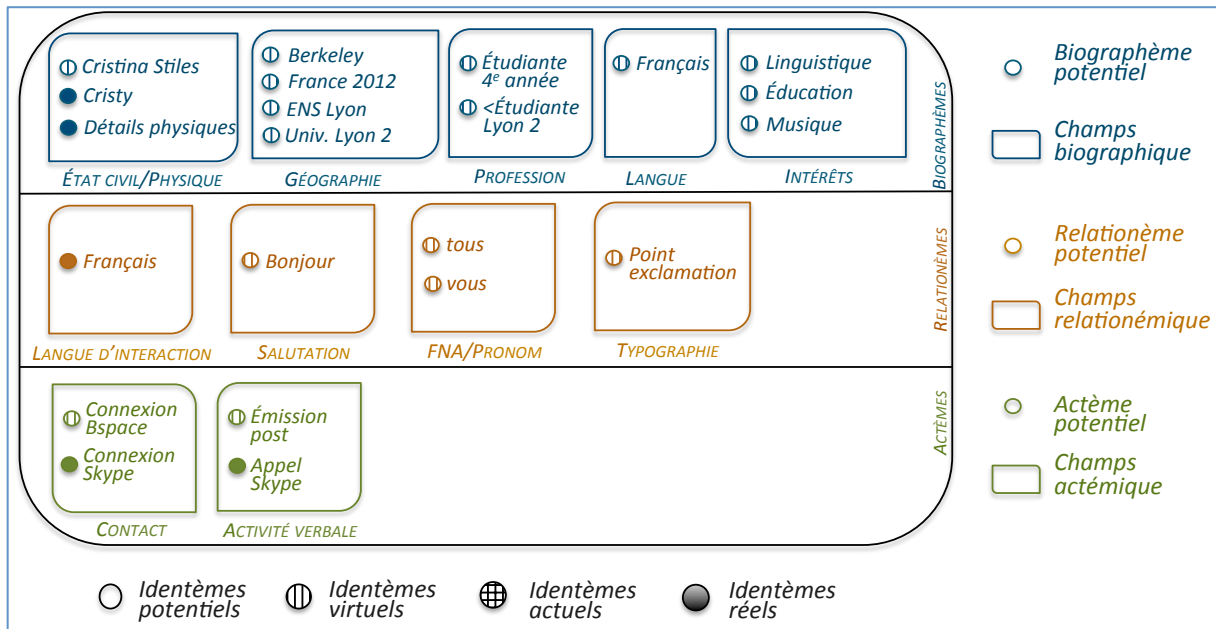 Cristina Stiles
Cristy
Détails physiques
ÉTAT CIVIL/PHYSIQUE
Berkeley
France 2012
ENS Lyon
Univ. Lyon 2
GÉOGRAPHIE
Étudiante
4e année
<Étudiante
Lyon 2
PROFESSION
Français
LANGUE
Linguistique
Éducation
Musique
INTÉRÊTS
BIOGRAPHÈMES
Biographème
potentiel
Champs
biographique
Français
LANGUE D'INTERACTION
Bonjour
SALUTATION
tous
vous
FNA/PRONOM
Point
exclamation
TYPOGRAPHIE
RELATIONÈMES
Relationème
potentiel
Champs
relationémique
Connexion
Bspace
Connexion
Skype
CONTACT
Émission
post
Appel
Skype
ACTIVITÉ VERBALE
ACTÈMES
Actème
potentiel
Champs
actémique
Identèmes
potentiels
Identèmes
virtuels
Identèmes
actuels
Identèmes
réels